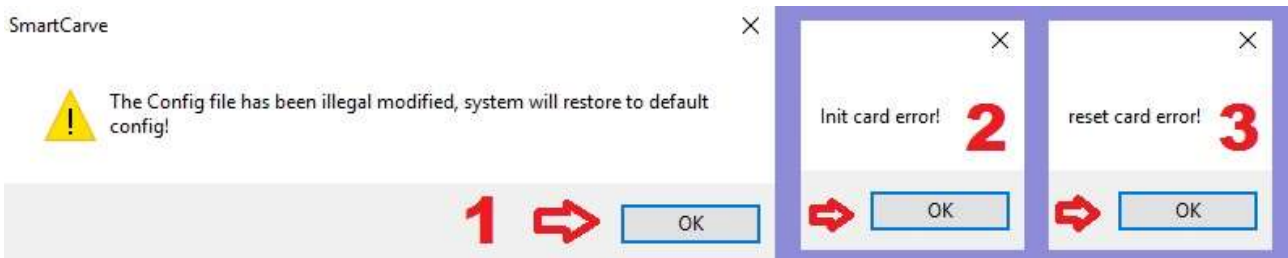 SmartCarve
The Config file has been illegal modified, system will restore to default
config!
1
OK
Init card error!
2
OK
reset card error!
3
OK